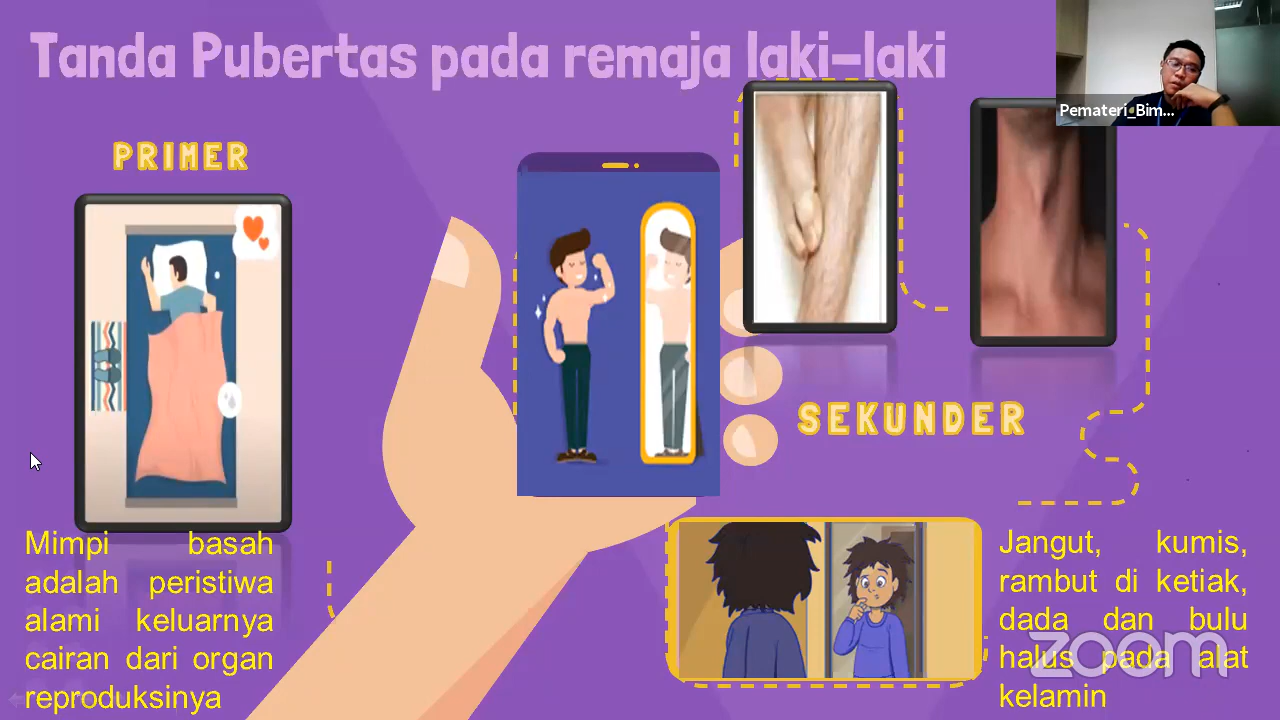 Tanda Pubertas pada remaja laki-laki
Pemateri_Bim...
PRIMER
SEKUNDER
Mimpi basah
adalah peristiwa
alami keluarnya
cairan dari organ
reproduksinya
Jangut, kumis,
rambut di ketiak,
dada dan bulu
halus pada alat
kelamin
zoom